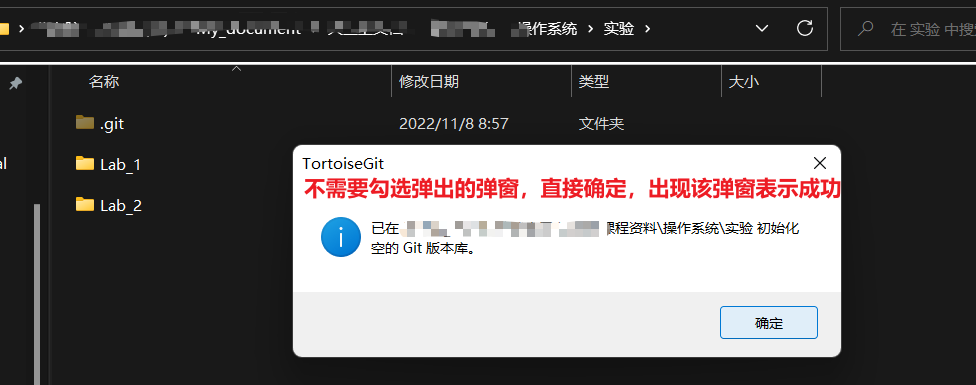 My_document 操作系统 › 实验 ›
在 实验 中搜
名称 修改日期 类型 大小
.git 2022/11/8 8:57 文件夹
Lab_1
Lab_2
TortoiseGit
不需要勾选弹出的弹窗，直接确定，出现该弹窗表示成功
已在 课程资料\操作系统\实验 初始化
空的 Git 版本库。
确定